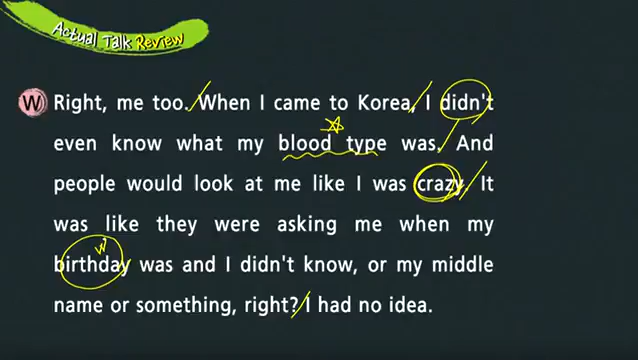 Actual Talk Review
W Right, me too. When I came to Korea, I didn't
even know what my blood type was. And
people would look at me like I was crazy. It
was like they were asking me when my
birthday was and I didn't know, or my middle
name or something, right? I had no idea.